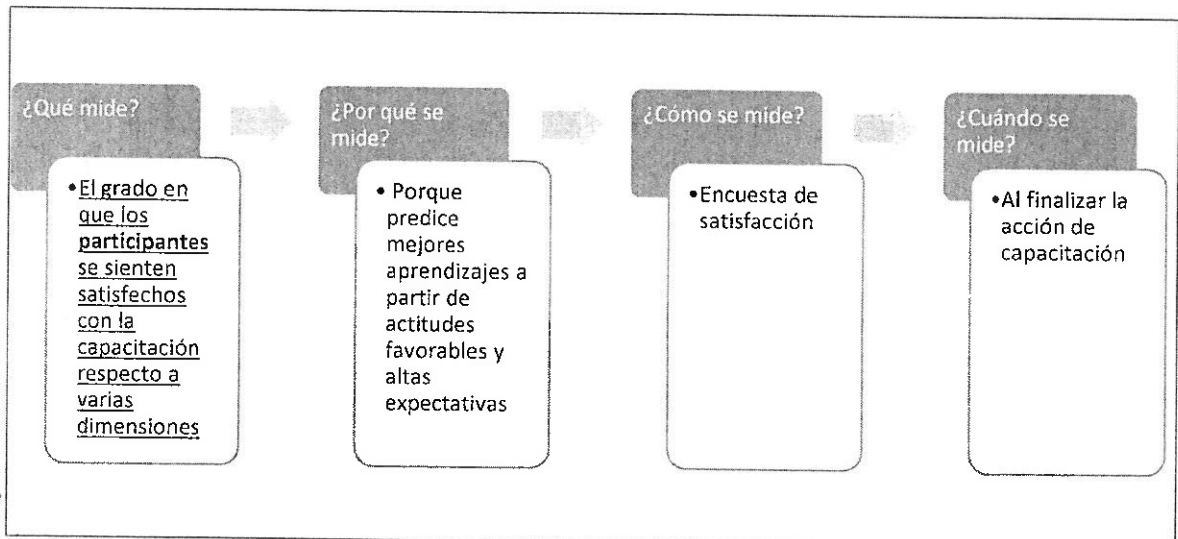 ¿Qué mide?
•El grado en
que los
participantes
se sienten
satisfechos
con la
capacitación
respecto a
varias
dimensiones
¿Por qué se
mide?
• Porque
predice
mejores
aprendizajes a
partir de
actitudes
favorables y
altas
expectativas
¿Cómo se mide?
•Encuesta de
satisfacción
¿Cuándo se
mide?
•Al finalizar la
acción de
capacitación